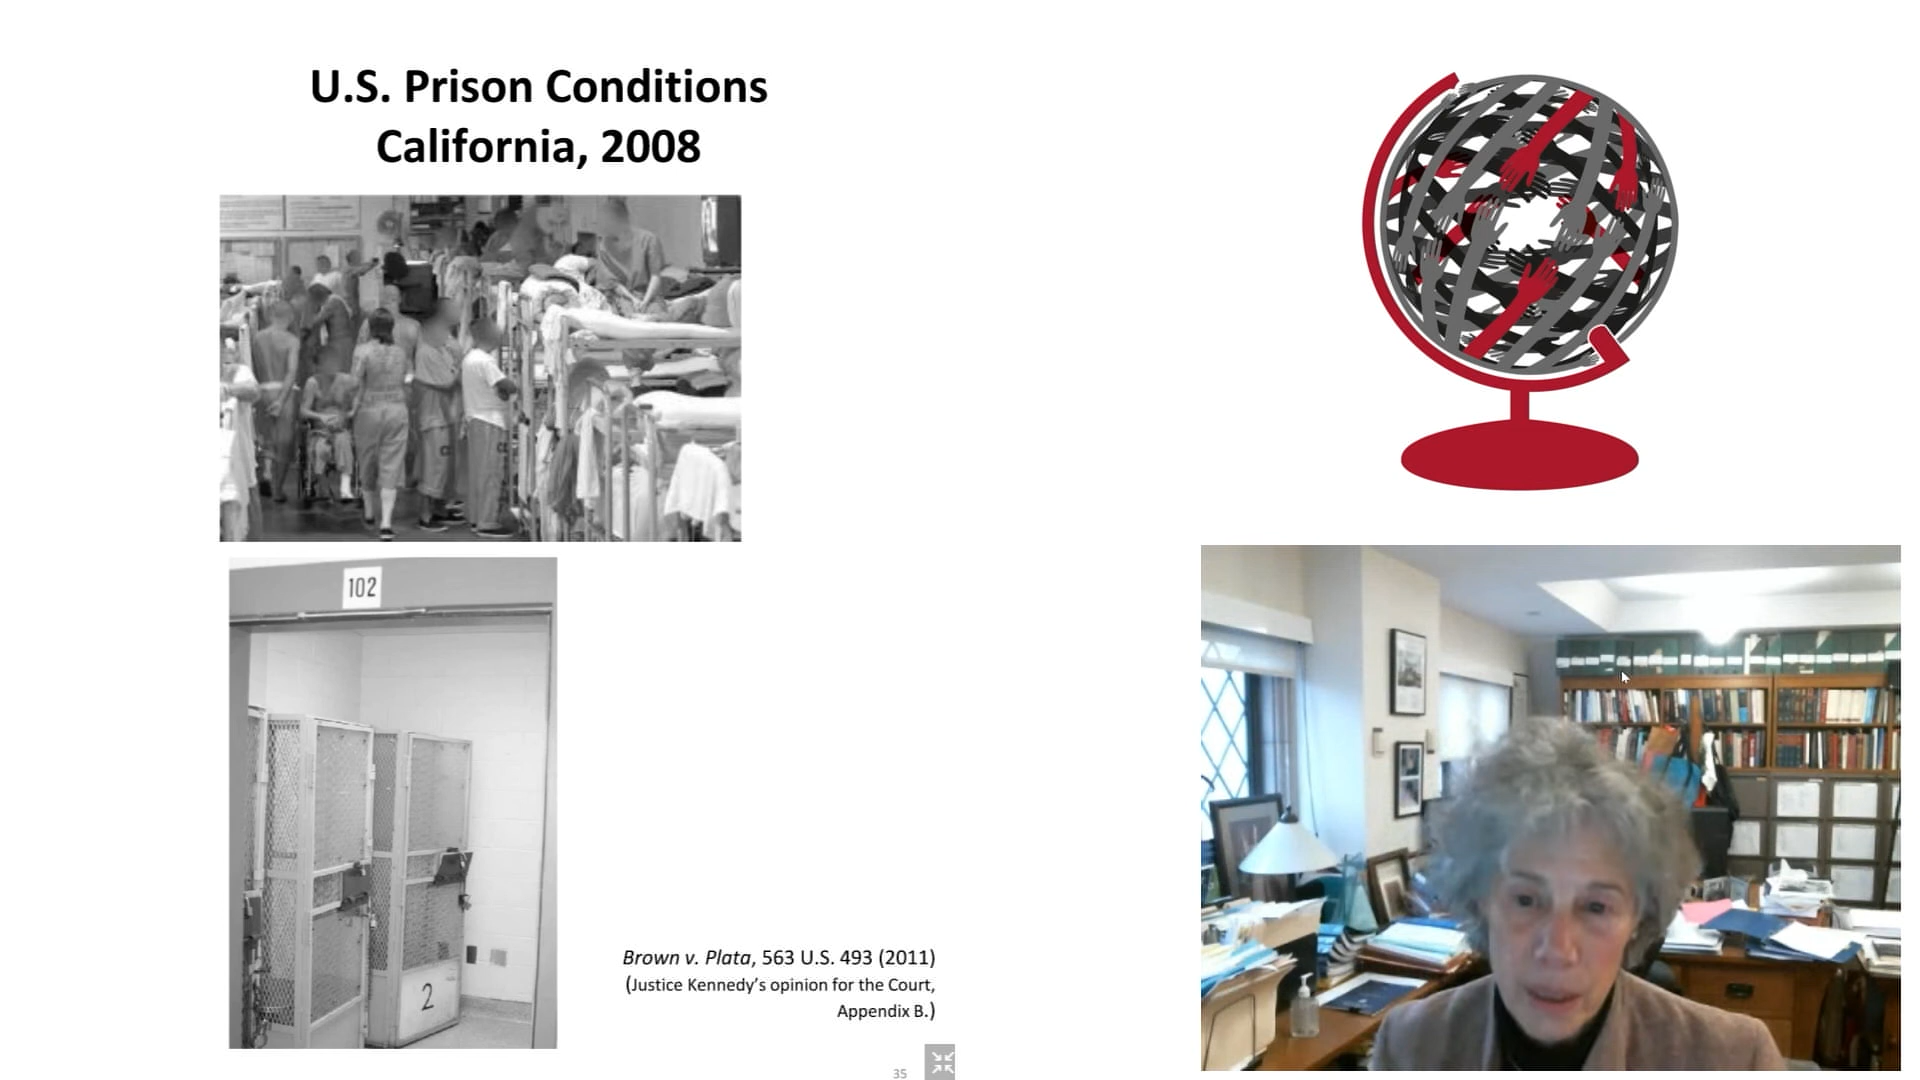 U.S. Prison Conditions
California, 2008
102
2
Brown v. Plata, 563 U.S. 493 (2011)
(Justice Kennedy’s opinion for the Court,
Appendix B.)
35